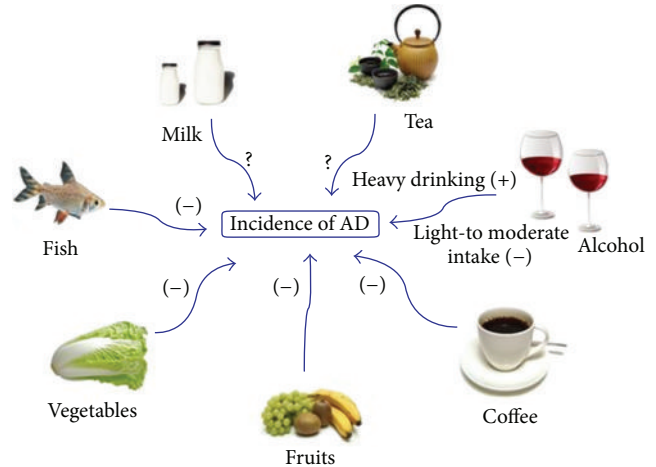 Milk
Tea
?
?
Heavy drinking (+)
(−)
Incidence of AD
Fish
Light-to moderate
intake (−)
Alcohol
(−)
(−)
(−)
Vegetables
Fruits
Coffee